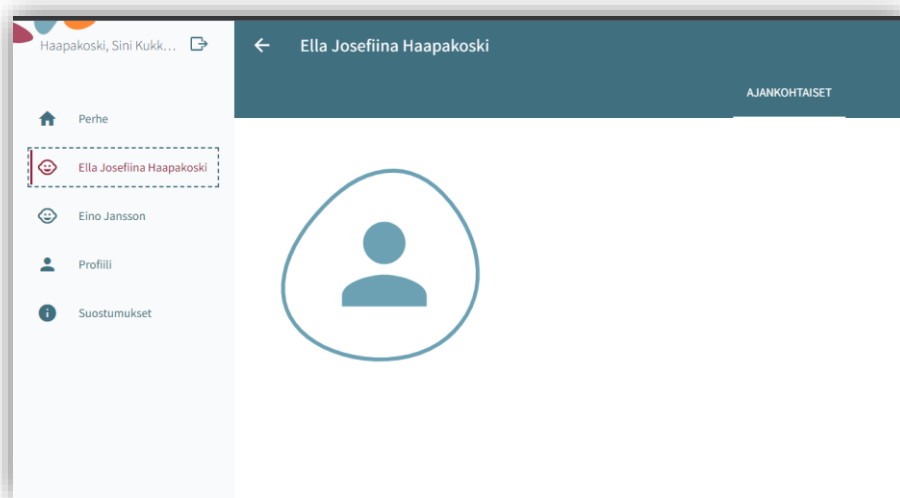 Haapakoski, Sini Kukk...
Ella Josefiina Haapakoski
AJANKOHTAISET
Perhe
Ella Josefiina Haapakoski
Eino Jansson
Profiili
Suostumukset